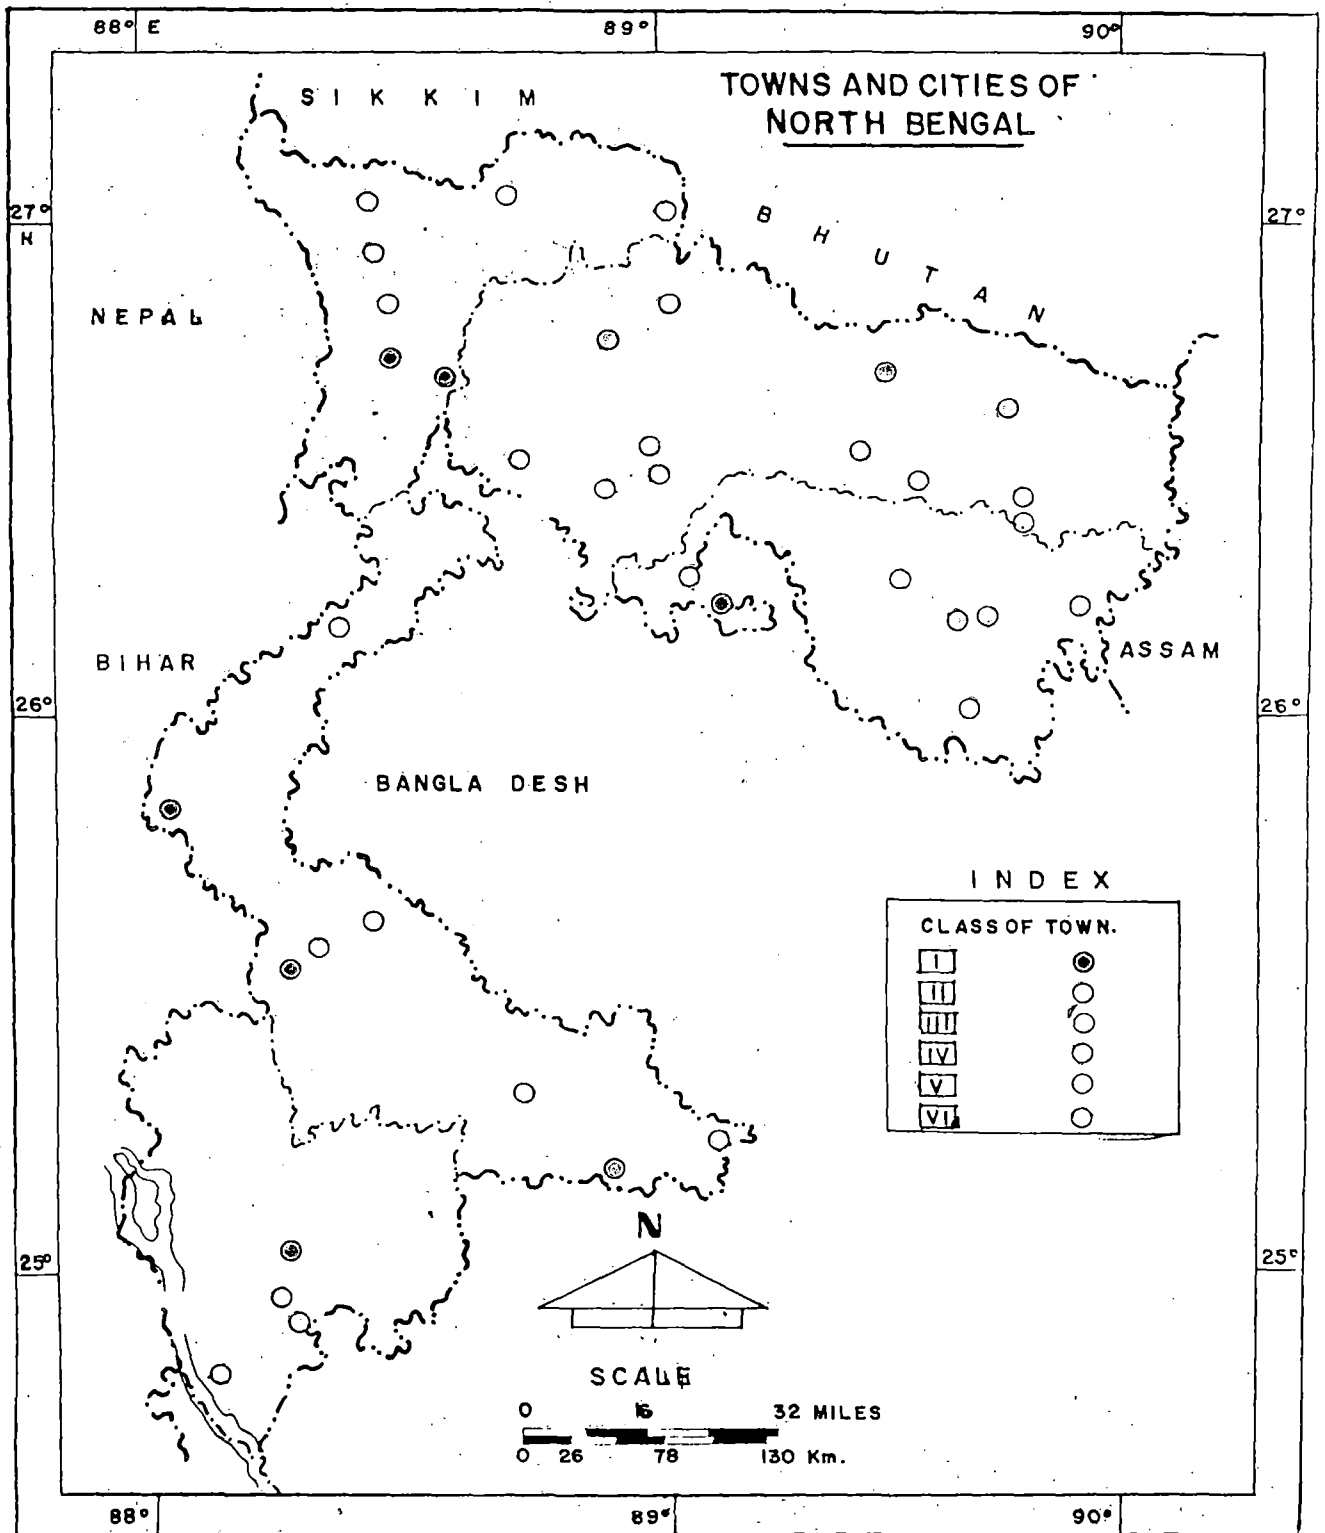 88° E 89° 90°
TOWNS AND CITIES OF
NORTH BENGAL
SIKKIM
27° 27°
N
BHUTAN
NEPAL
BIHAR
ASSAM
26° 26°
BANGLA DESH
INDEX
CLASS OF TOWN.
I
II
III
IV
V
VI
N
25° 25°
SCALE
0 16 32 MILES
0 26 78 130 Km.
88° 89° 90°